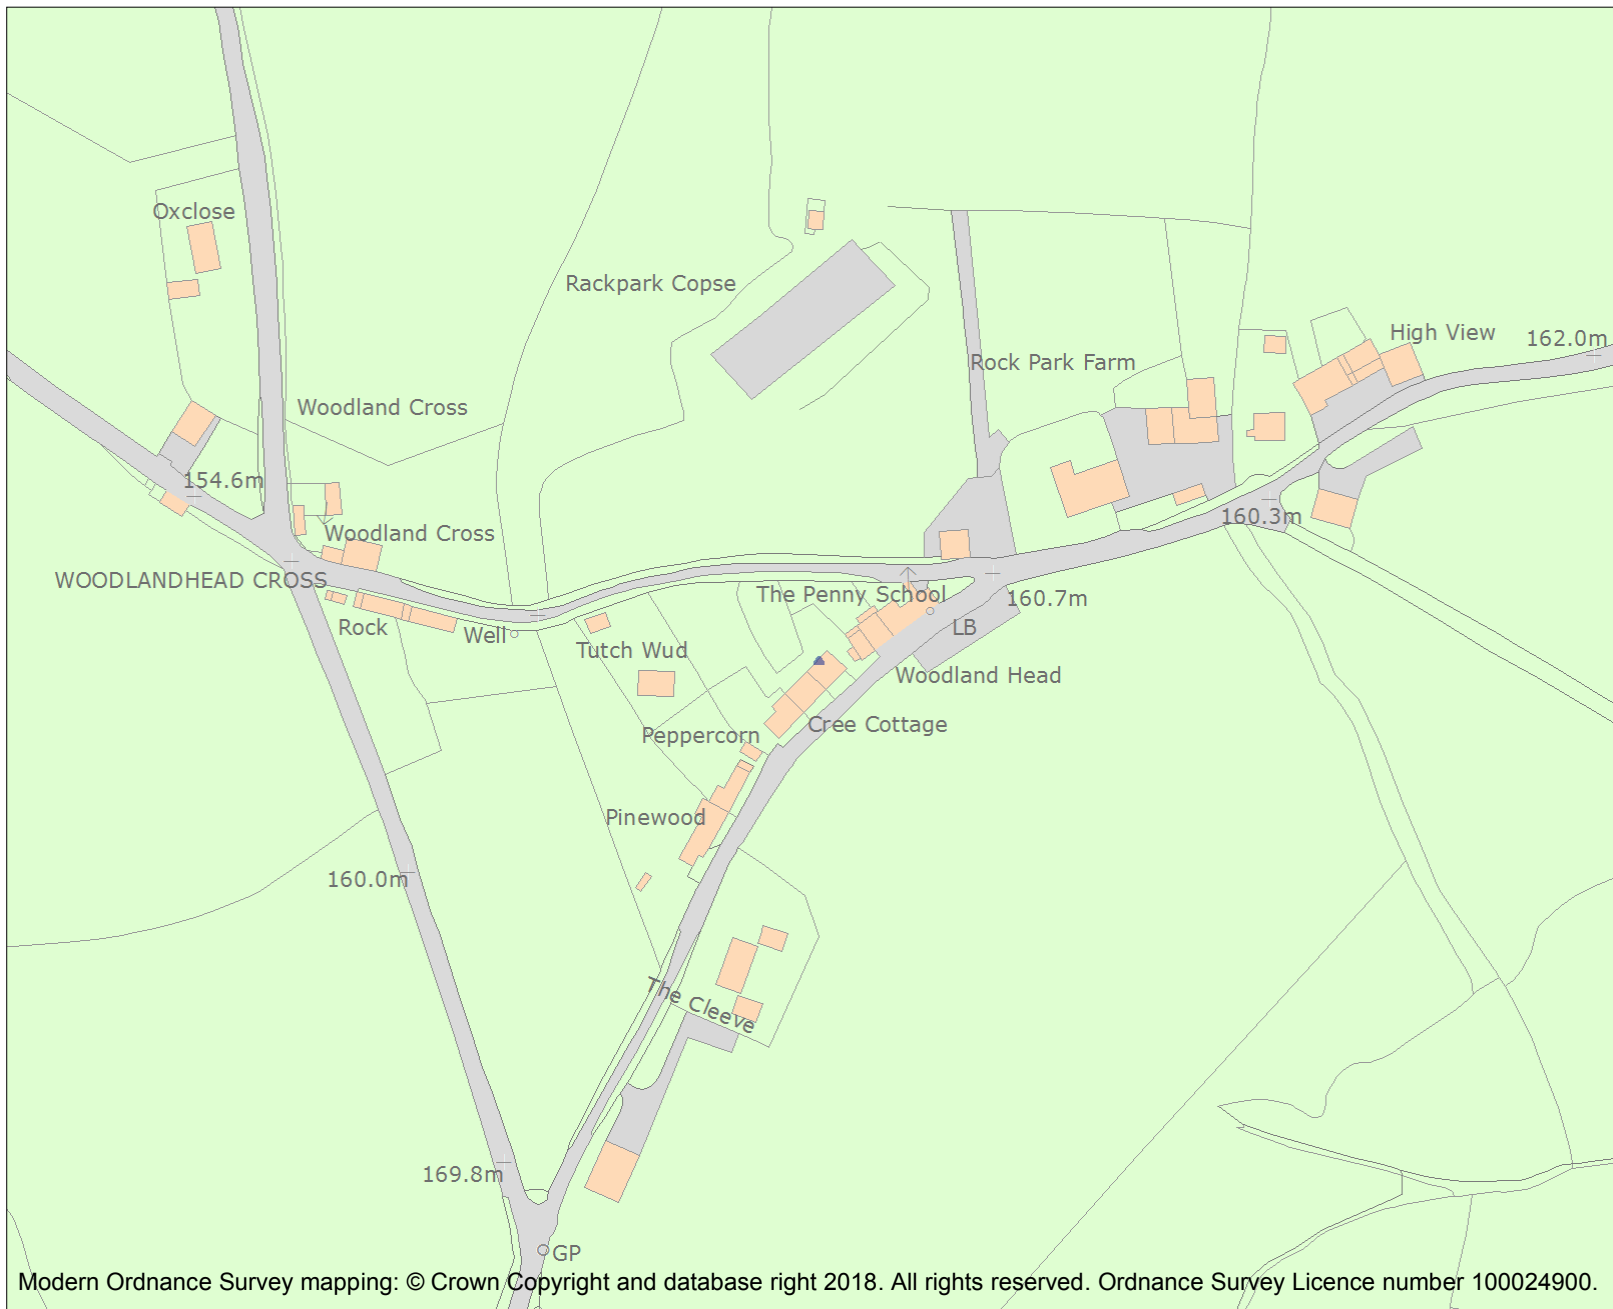 Oxclose
Rackpark Copse
High View
162.0m
Rock Park Farm
Woodland Cross
154.6m
160.3m
Woodland Cross
WOODLANDHEAD CROSS
The Penny School
160.7m
Rock
Well
LB
Tutch Wud
Woodland Head
Cree Cottage
Peppercorn
Pinewood
160.0m
The Cleeve
169.8m
GP
Modern Ordnance Survey mapping: © Crown Copyright and database right 2018. All rights reserved. Ordnance Survey Licence number 100024900.